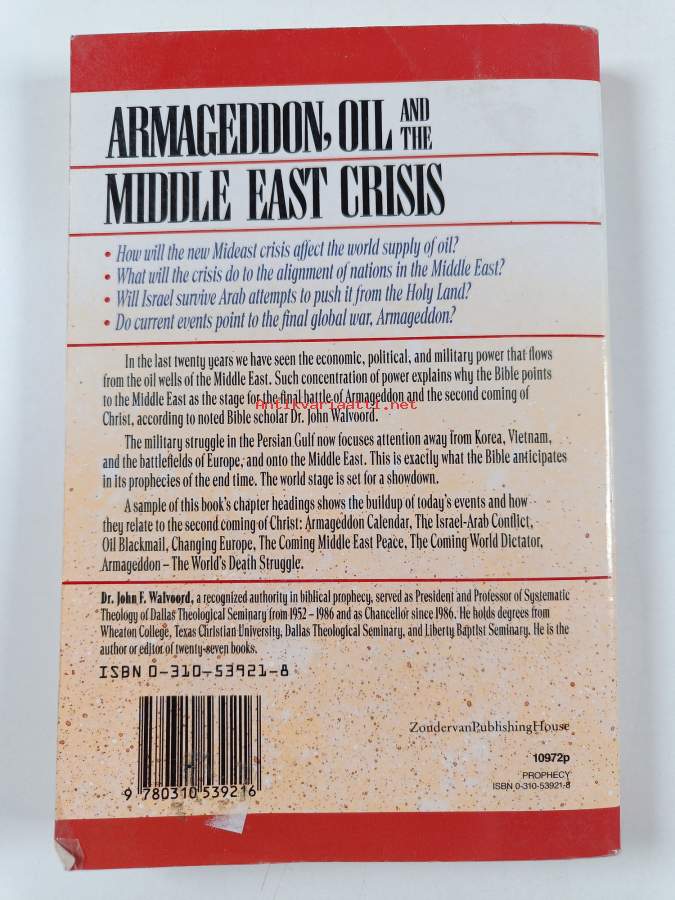 ARMAGEDDON, OIL AND THE
MIDDLE EAST CRISIS
• How will the new Mideast crisis affect the world supply of oil?
• What will the crisis do to the alignment of nations in the Middle East?
• Will Israel survive Arab attempts to push it from the Holy Land?
• Do current events point to the final global war, Armageddon?
In the last twenty years we have seen the economic, political, and military power that flows
from the oil wells of the Middle East. Such concentration of power explains why the Bible points
to the Middle East as the stage for the final battle of Armageddon and the second coming of
Antikvariaatti.net
Christ, according to noted Bible scholar Dr. John Walvoord.
The military struggle in the Persian Gulf now focuses attention away from Korea, Vietnam,
and the battlefields of Europe, and onto the Middle East. This is exactly what the Bible anticipates
in its prophecies of the end time. The world stage is set for a showdown.
A sample of this book's chapter headings shows the buildup of today's events and how
they relate to the second coming of Christ: Armageddon Calendar, The Israel-Arab Conflict,
Oil Blackmail, Changing Europe, The Coming Middle East Peace, The Coming World Dictator,
Armageddon – The World's Death Struggle.
Dr. John F. Walvoord, a recognized authority in biblical prophecy, served as President and Professor of Systematic
Theology of Dallas Theological Seminary from 1952 – 1986 and as Chancellor since 1986. He holds degrees from
Wheaton College, Texas Christian University, Dallas Theological Seminary, and Liberty Baptist Seminary. He is the
author or editor of twenty-seven books.
ISBN 0-310-53921-8
ZondervanPublishingHouse
10972p
PROPHECY
ISBN 0-310-53921-8
9 780310 539216